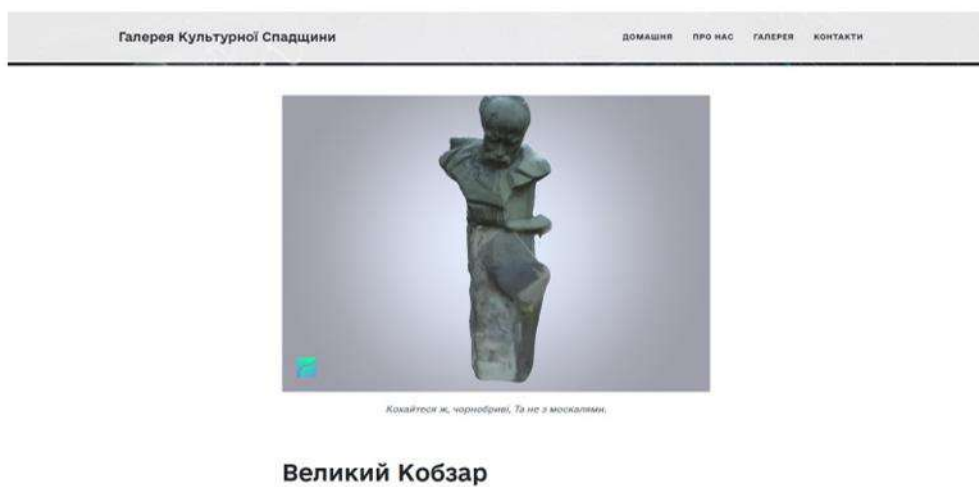 Галерея Культурної Спадщини
ДОМАШНЯ ПРО НАС ГАЛЕРЕЯ КОНТАКТИ
Кохайтеся ж, чорнобриві, Та не з москалями.
Великий Кобзар